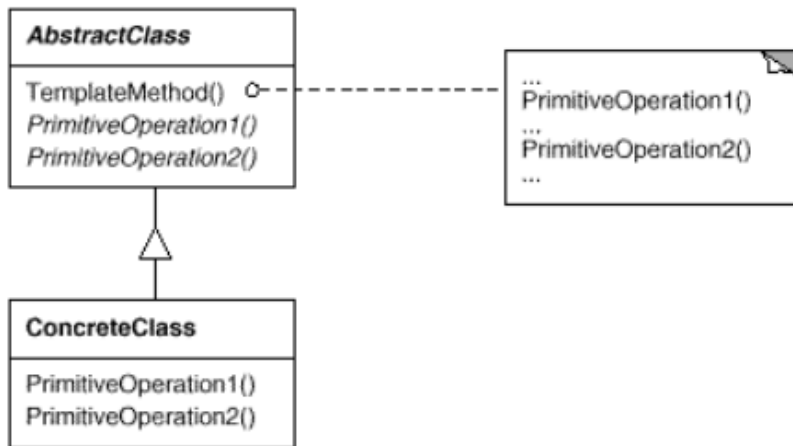 AbstractClass
TemplateMethod()
PrimitiveOperation1()
PrimitiveOperation2()
...
PrimitiveOperation1()
...
PrimitiveOperation2()
...
ConcreteClass
PrimitiveOperation1()
PrimitiveOperation2()